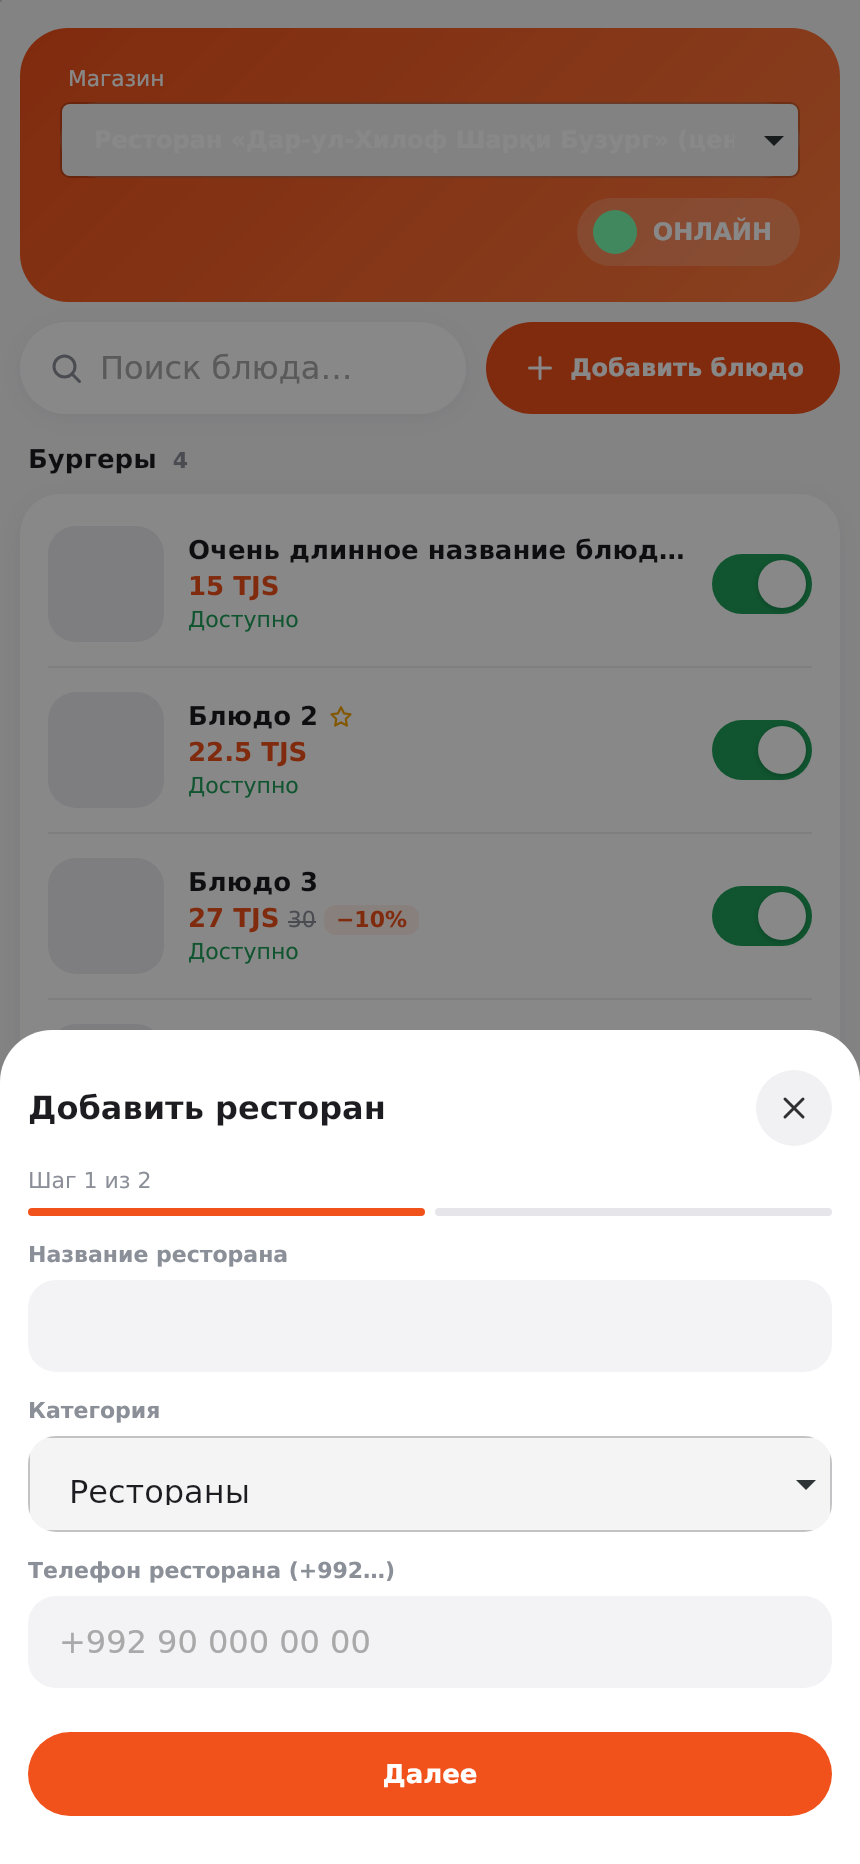 Магазин
Ресторан «Дар-ул-Хилоф Шарқи Бузург» (цен
ОНЛАЙН
Поиск блюда...
Добавить блюдо
Бургеры 4
Очень длинное название блюд...
15 TJS
Доступно
Блюдо 2
22.5 TJS
Доступно
Блюдо 3
27 TJS 30 −10%
Доступно
Добавить ресторан
Шаг 1 из 2
Название ресторана
Категория
Рестораны
Телефон ресторана (+992...)
+992 90 000 00 00
Далее